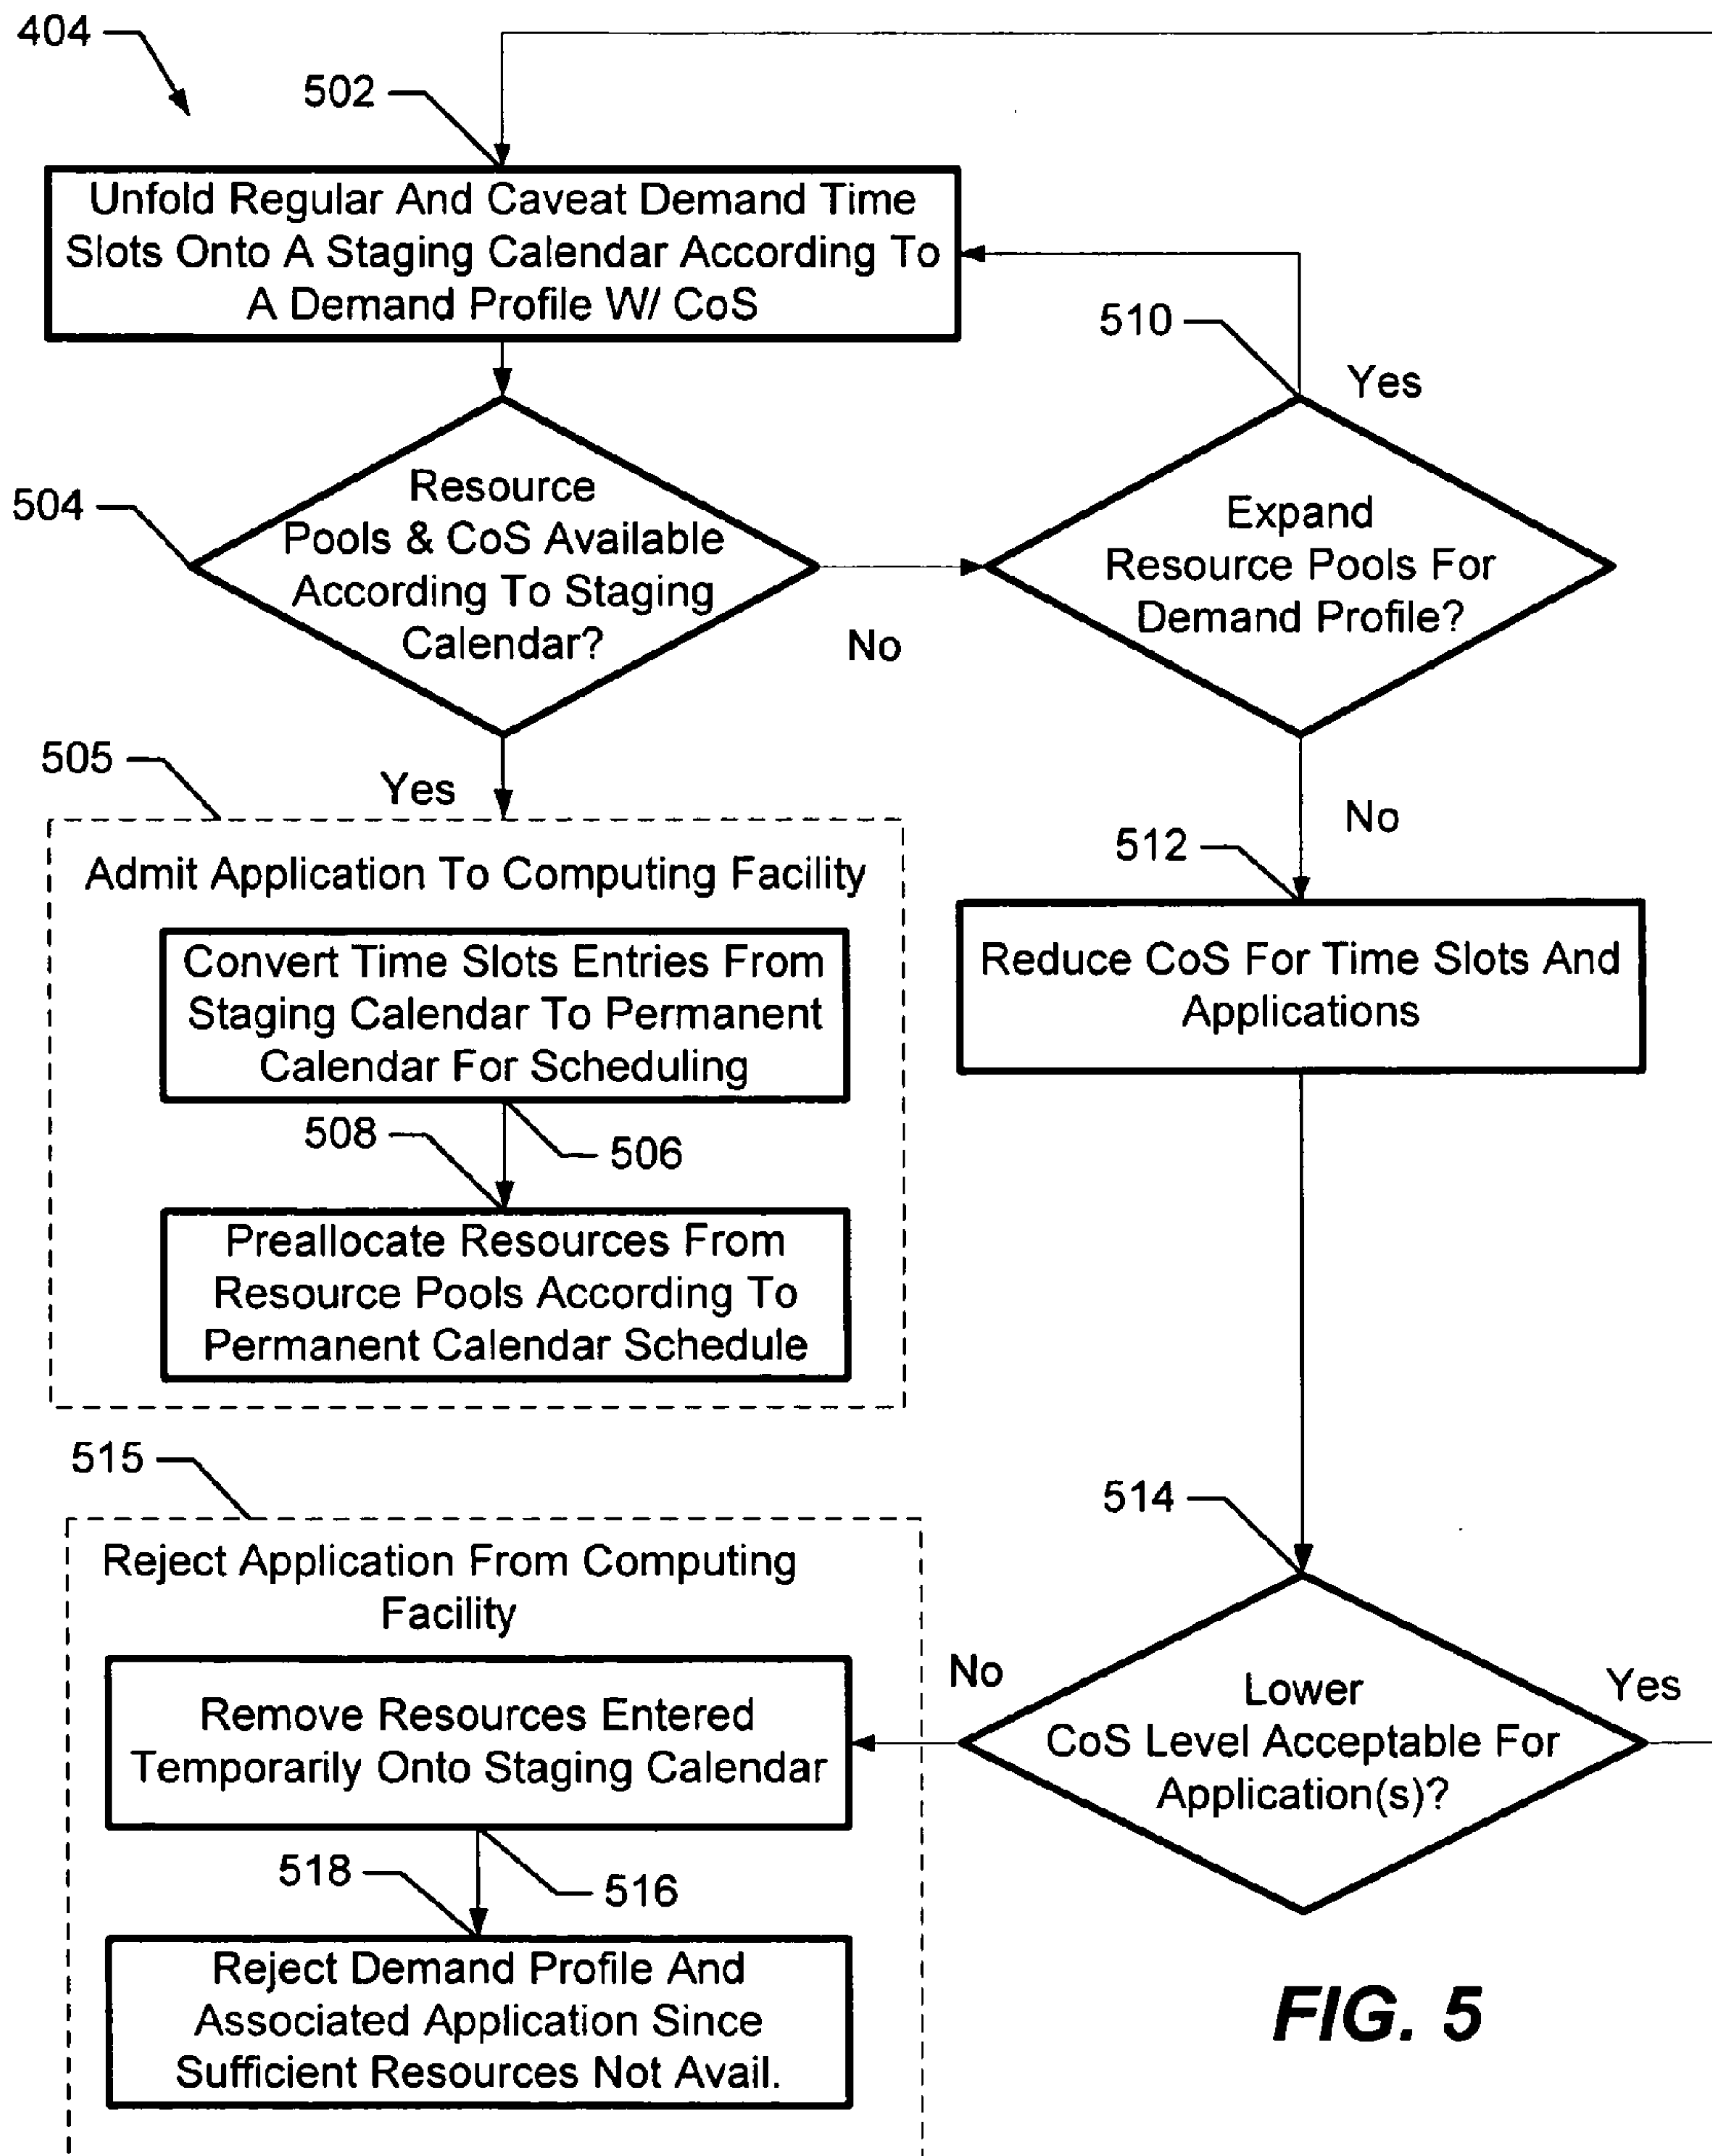 404
502
Unfold Regular And Caveat Demand Time
Slots Onto A Staging Calendar According To
A Demand Profile W/ CoS
510
Yes
504
Resource
Pools & CoS Available
According To Staging
Calendar?
No
Expand
Resource Pools For
Demand Profile?
505
Yes
No
512
Admit Application To Computing Facility
Convert Time Slots Entries From
Staging Calendar To Permanent
Calendar For Scheduling
Reduce CoS For Time Slots And
Applications
508
506
Preallocate Resources From
Resource Pools According To
Permanent Calendar Schedule
515
514
Reject Application From Computing
Facility
No
Yes
Remove Resources Entered
Temporarily Onto Staging Calendar
Lower
CoS Level Acceptable For
Application(s)?
518
516
Reject Demand Profile And
Associated Application Since
Sufficient Resources Not Avail.
FIG. 5